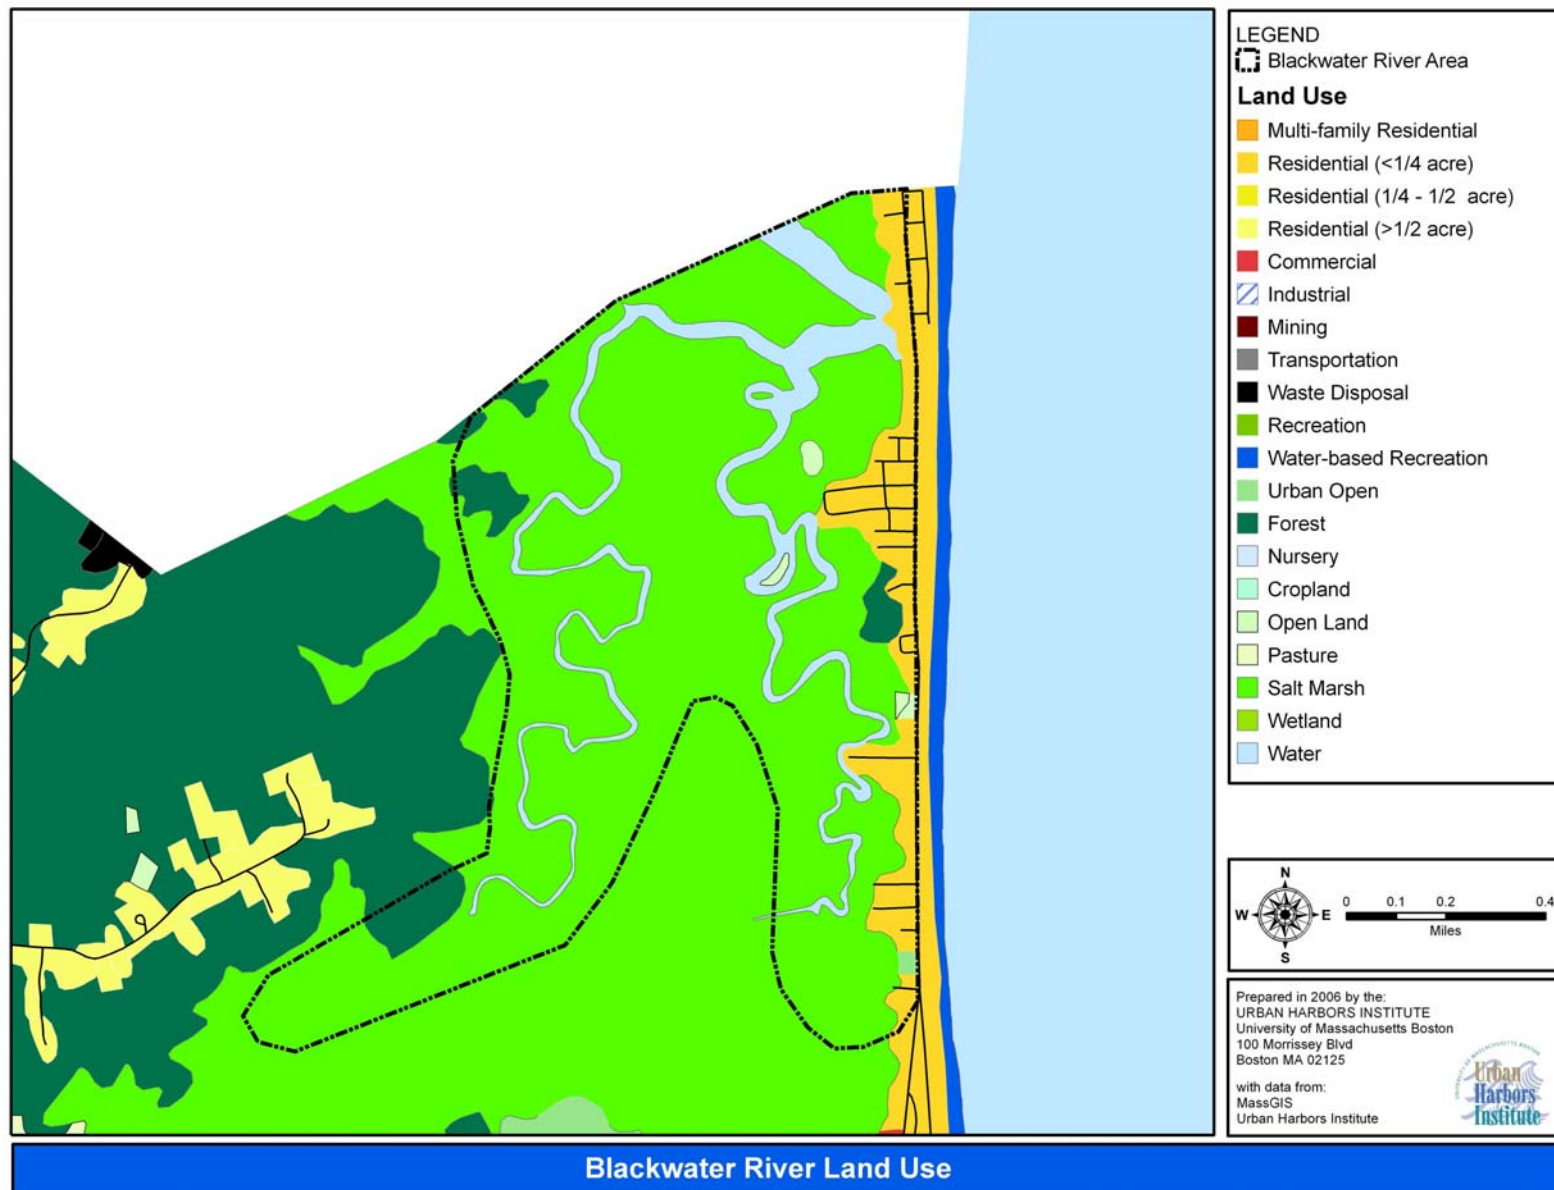 LEGEND
Blackwater River Area
Land Use
Multi-family Residential
Residential (<1/4 acre)
Residential (1/4 - 1/2 acre)
Residential (>1/2 acre)
Commercial
Industrial
Mining
Transportation
Waste Disposal
Recreation
Water-based Recreation
Urban Open
Forest
Nursery
Cropland
Open Land
Pasture
Salt Marsh
Wetland
Water
N
W E
S
0 0.1 0.2 0.4
Miles
Prepared in 2006 by the:
URBAN HARBORS INSTITUTE
University of Massachusetts Boston
100 Morrissey Blvd
Boston MA 02125
with data from:
MassGIS
Urban Harbors Institute
UNIVERSITY OF MASSACHUSETTS BOSTON
Urban
Harbors
Institute
Blackwater River Land Use